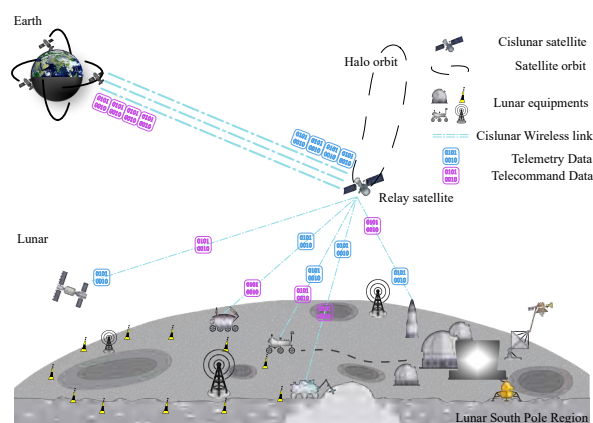 Earth
Halo orbit
Cislunar satellite
Satellite orbit
Lunar equipments
Cislunar Wireless link
Telemetry Data
Telecommand Data
Relay satellite
Lunar
Lunar South Pole Region